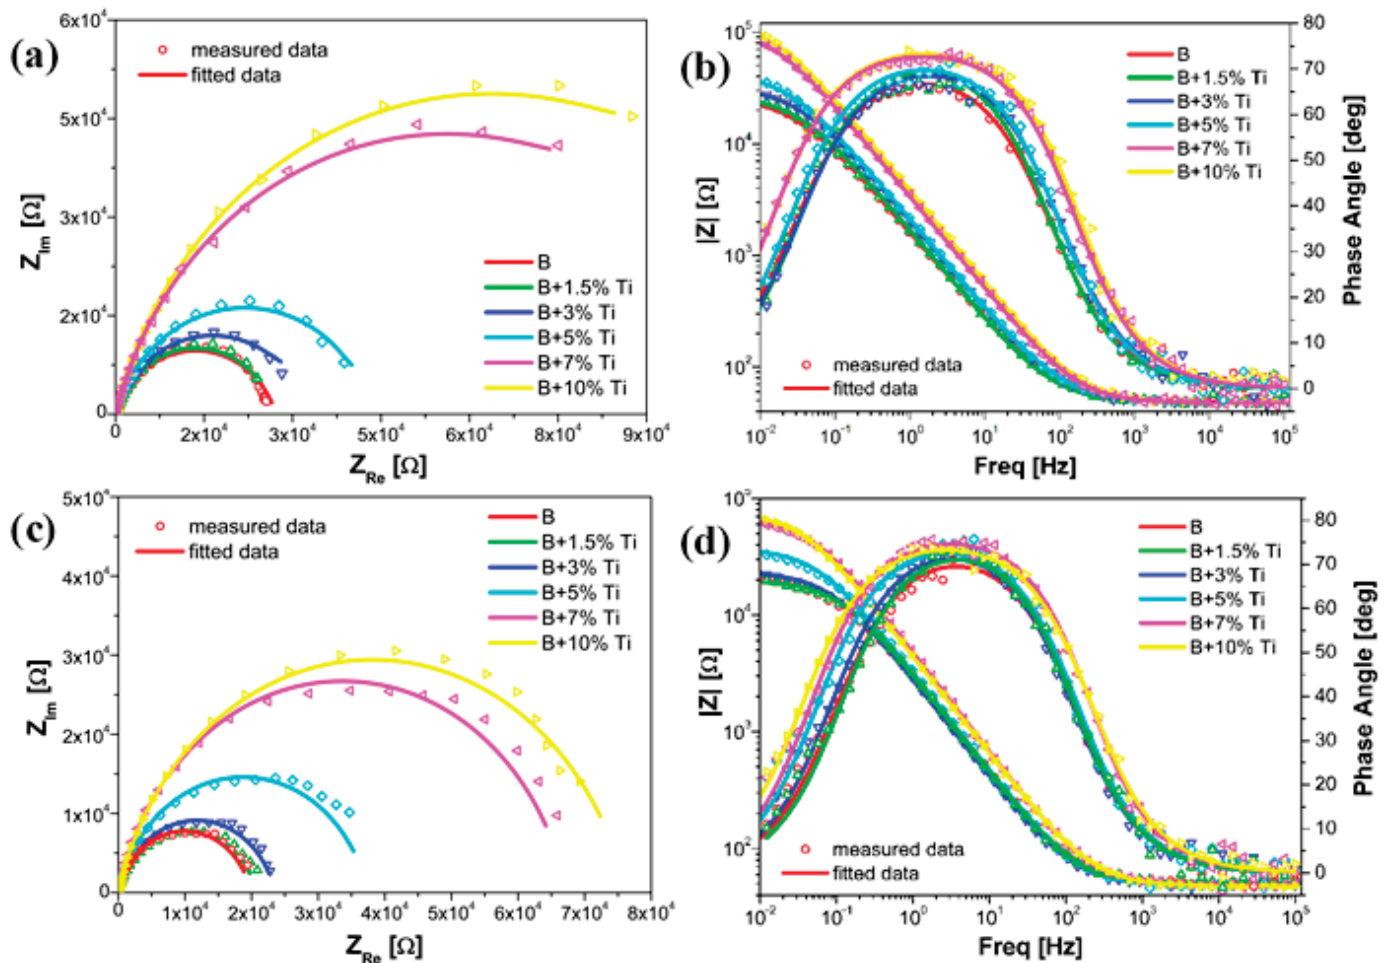 (a)
measured data
fitted data
6x10⁴
5x10⁴
3x10⁴
2x10⁴
0
Z_Im [Ω]
B
B+1.5% Ti
B+3% Ti
B+5% Ti
B+7% Ti
B+10% Ti
0 2x10⁴ 3x10⁴ 5x10⁴ 6x10⁴ 8x10⁴ 9x10⁴
Z_Re [Ω]
(b)
10⁵
10⁴
10³
10²
|Z| [Ω]
B
B+1.5% Ti
B+3% Ti
B+5% Ti
B+7% Ti
B+10% Ti
measured data
fitted data
80
70
60
50
40
30
20
10
0
Phase Angle [deg]
10⁻² 10⁻¹ 10⁰ 10¹ 10² 10³ 10⁴ 10⁵
Freq [Hz]
(c)
measured data
fitted data
4x10⁴
3x10⁴
2x10⁴
1x10⁴
0
Z_Im [Ω]
B
B+1.5% Ti
B+3% Ti
B+5% Ti
B+7% Ti
B+10% Ti
0 1x10⁴ 2x10⁴ 3x10⁴ 4x10⁴ 5x10⁴ 6x10⁴ 7x10⁴ 8x10⁴
Z_Re [Ω]
(d)
10⁵
10⁴
10³
10²
|Z| [Ω]
B
B+1.5% Ti
B+3% Ti
B+5% Ti
B+7% Ti
B+10% Ti
measured data
fitted data
80
70
60
50
40
30
20
10
0
Phase Angle [deg]
10⁻² 10⁻¹ 10⁰ 10¹ 10² 10³ 10⁴ 10⁵
Freq [Hz]